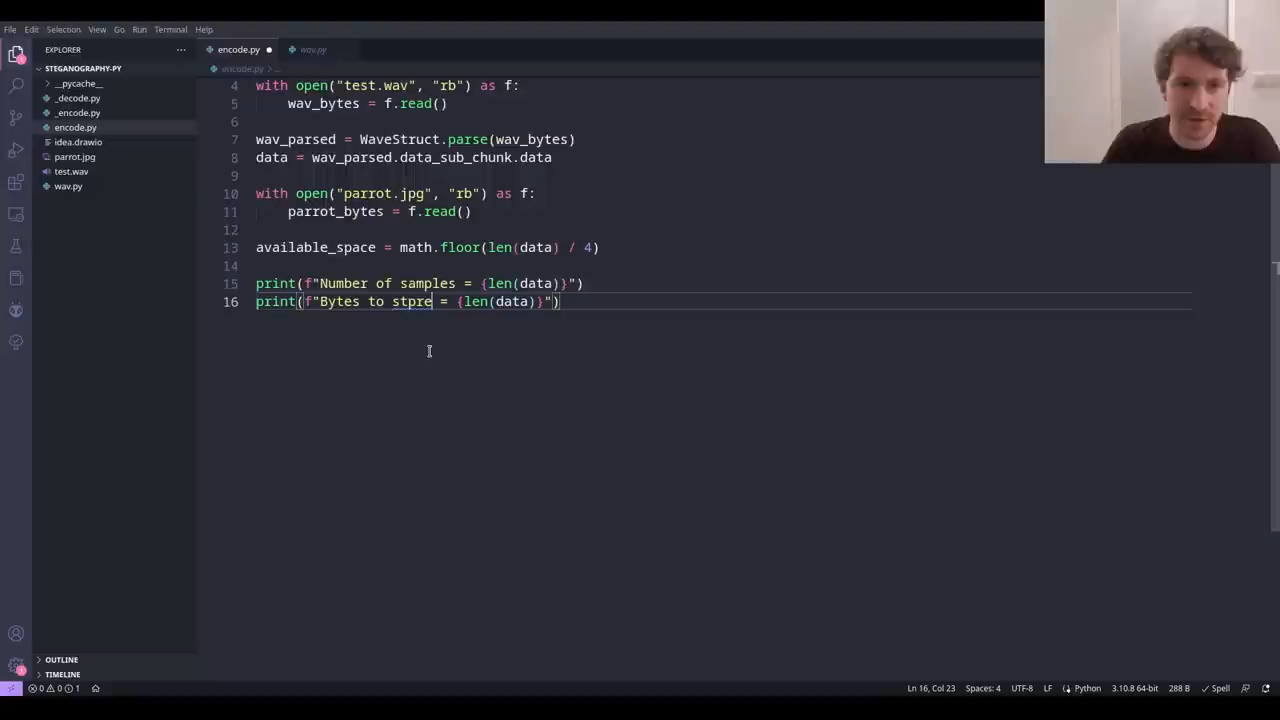 File Edit Selection View Go Run Terminal Help
EXPLORER ...
encode.py
wav.py
STEGANOGRAPHY-PY
encode.py > ...
__pycache__
_decode.py
_encode.py
encode.py
idea.drawio
parrot.jpg
test.wav
wav.py
4 with open("test.wav", "rb") as f:
5 wav_bytes = f.read()
6
7 wav_parsed = WaveStruct.parse(wav_bytes)
8 data = wav_parsed.data_sub_chunk.data
9
10 with open("parrot.jpg", "rb") as f:
11 parrot_bytes = f.read()
12
13 available_space = math.floor(len(data) / 4)
14
15 print(f"Number of samples = {len(data)}")
16 print(f"Bytes to stpre = {len(data)}")
OUTLINE
TIMELINE
0 0 1
Ln 16, Col 23 Spaces: 4 UTF-8 LF Python 3.10.8 64-bit 288 B Spell